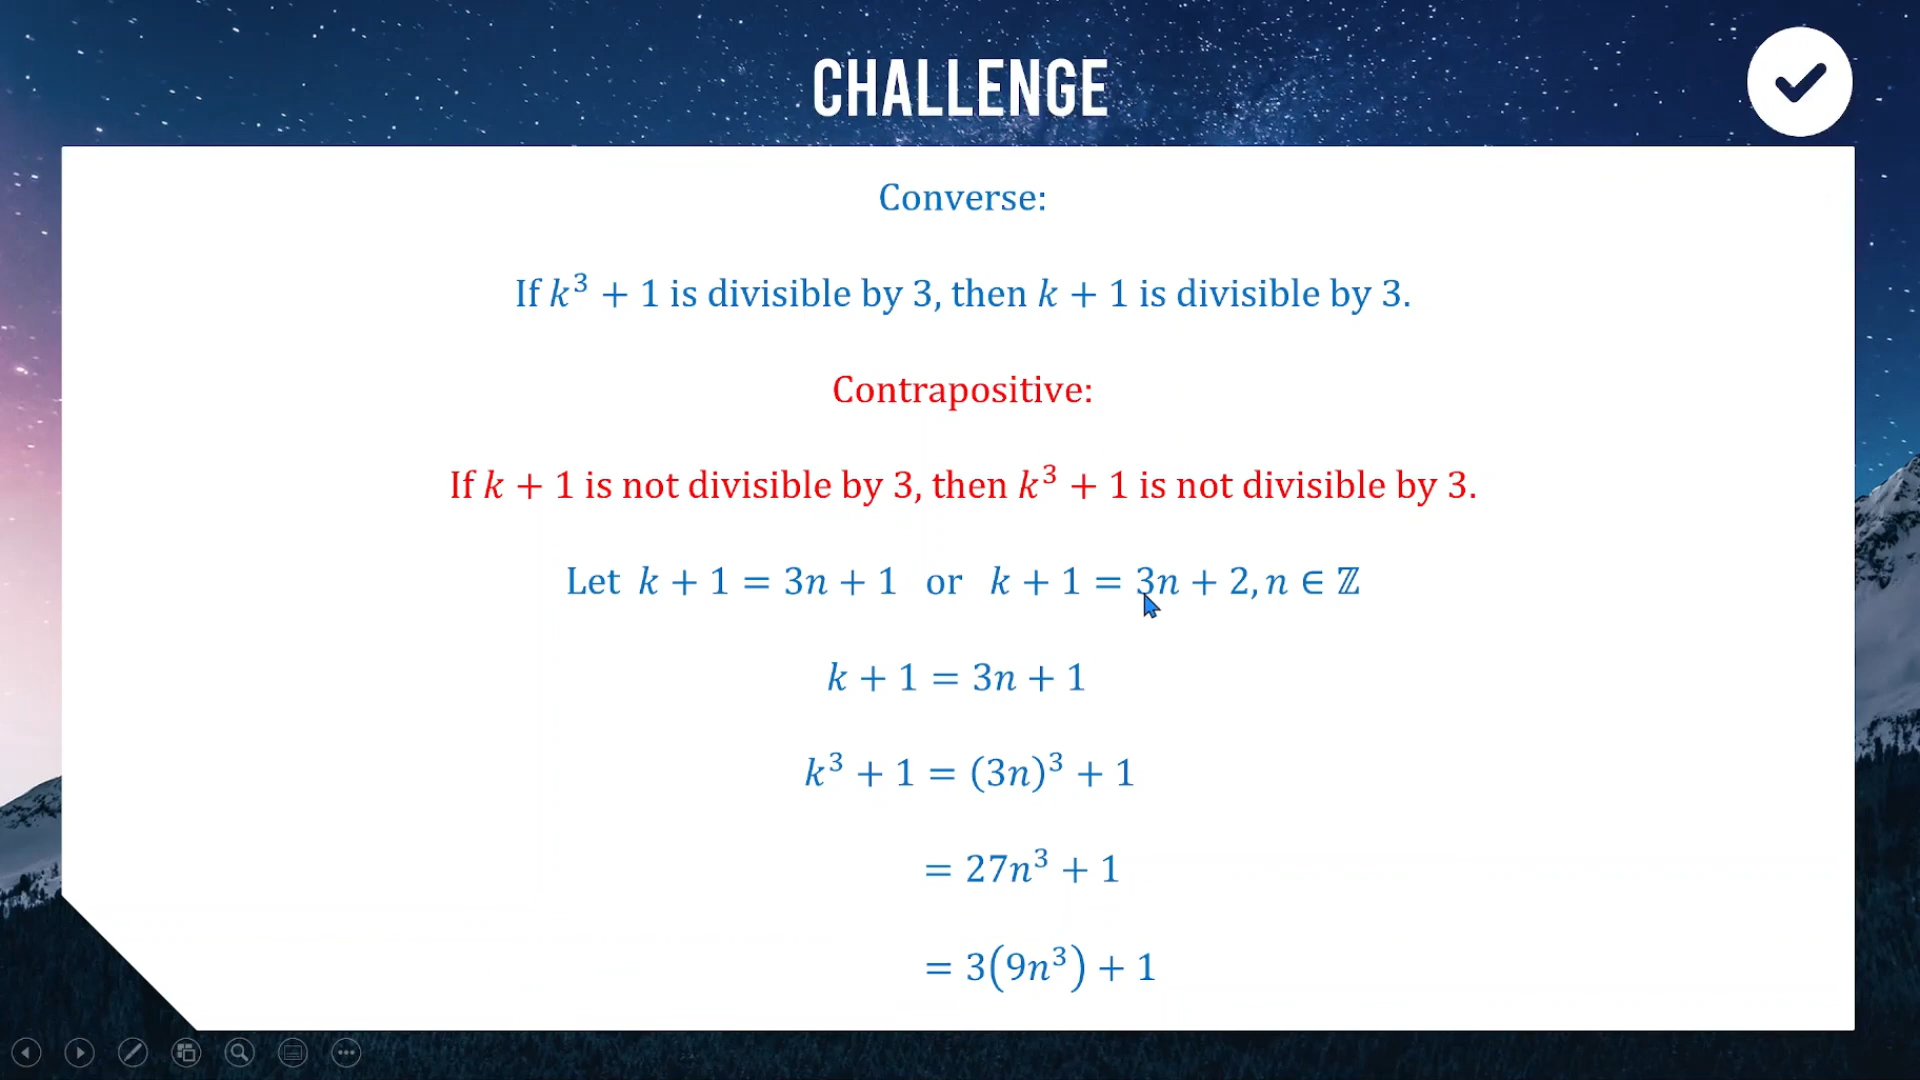 CHALLENGE
Converse:
If k³ + 1 is divisible by 3, then k + 1 is divisible by 3.
Contrapositive:
If k + 1 is not divisible by 3, then k³ + 1 is not divisible by 3.
Let k + 1 = 3n + 1 or k + 1 = 3n + 2, n ∈ ℤ
k + 1 = 3n + 1
k³ + 1 = (3n)³ + 1
= 27n³ + 1
= 3(9n³) + 1